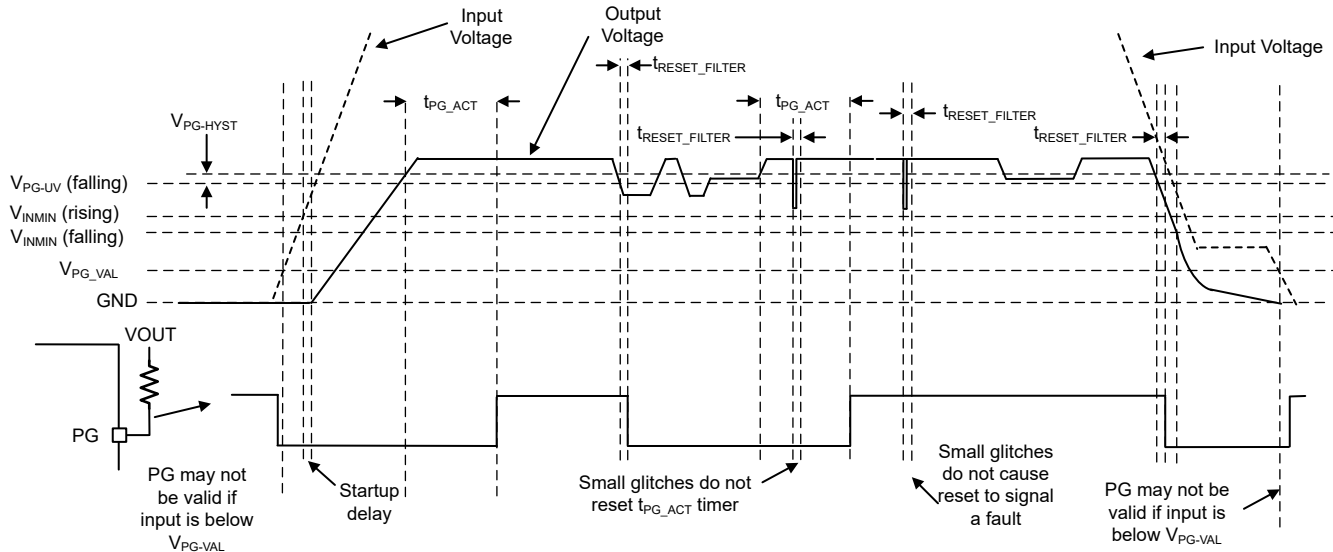 Input
Voltage
Output
Voltage
Input Voltage
tRESET_FILTER
tPG_ACT
tPG_ACT
tRESET_FILTER
tRESET_FILTER
tRESET_FILTER
VPG-HYST
VPG-UV (falling)
VINMIN (rising)
VINMIN (falling)
VPG_VAL
GND
VOUT
PG
PG may not
be valid if
input is below
VPG-VAL
Startup
delay
Small glitches do not
reset tPG_ACT timer
Small glitches
do not cause
reset to signal
a fault
PG may not be
valid if input is
below VPG-VAL